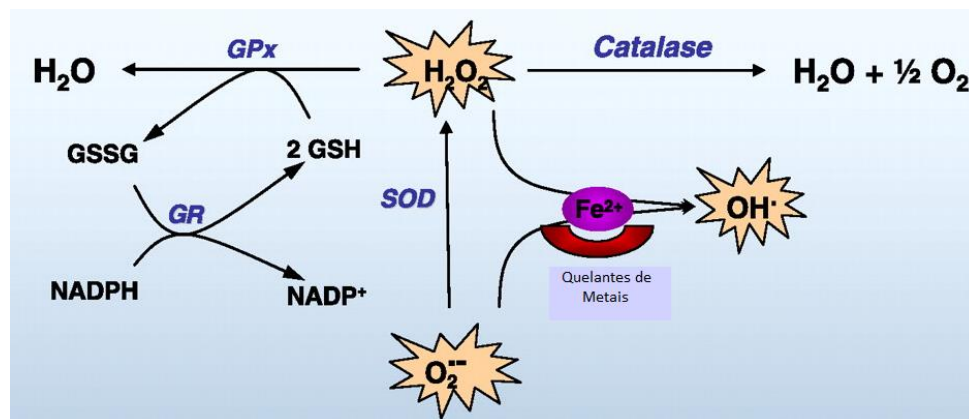 GPx
Catalase
H₂O
H₂O₂
H₂O + ½ O₂
GSSG
2 GSH
SOD
GR
Fe²⁺
OH·
NADPH
NADP⁺
Quelantes de
Metais
O₂·−